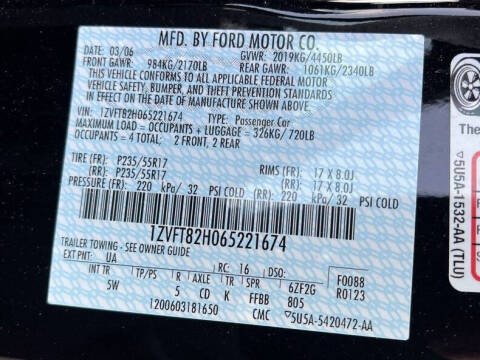 MFD. BY FORD MOTOR CO.
DATE: 03/06 GVWR: 2019KG/4450LB
FRONT GAWR: 984KG/2170LB REAR GAWR: 1061KG/2340LB
THIS VEHICLE CONFORMS TO ALL APPLICABLE FEDERAL MOTOR
VEHICLE SAFETY, BUMPER, AND THEFT PREVENTION STANDARDS
IN EFFECT ON THE DATE OF MANUFACTURE SHOWN ABOVE.
VIN: 1ZVFT82H065221674 TYPE: Passenger Car
MAXIMUM LOAD= OCCUPANTS + LUGGAGE = 326KG/720LB
OCCUPANTS = 4 TOTAL: 2 FRONT, 2 REAR
TIRE (FR): P235/55R17 RIMS (FR): 17 X 8.0J
(RR): P235/55R17 (RR): 17 X 8.0J
PRESSURE (FR): 220 kPa/ 32 PSI COLD (RR): 220 kPa/ 32 PSI COLD
1ZVFT82H065221674
TRAILER TOWING - SEE OWNER GUIDE
EXT PNT: UA RC: 16 6ZF2G F0088
INT TR TP/PS R AXLE TR SPR 805 R0123
5W 5 CD K FFBB
1200603181650 CMC ▽5U5A-5420472-AA
The
▽5U5A-1532-AA (TLU)